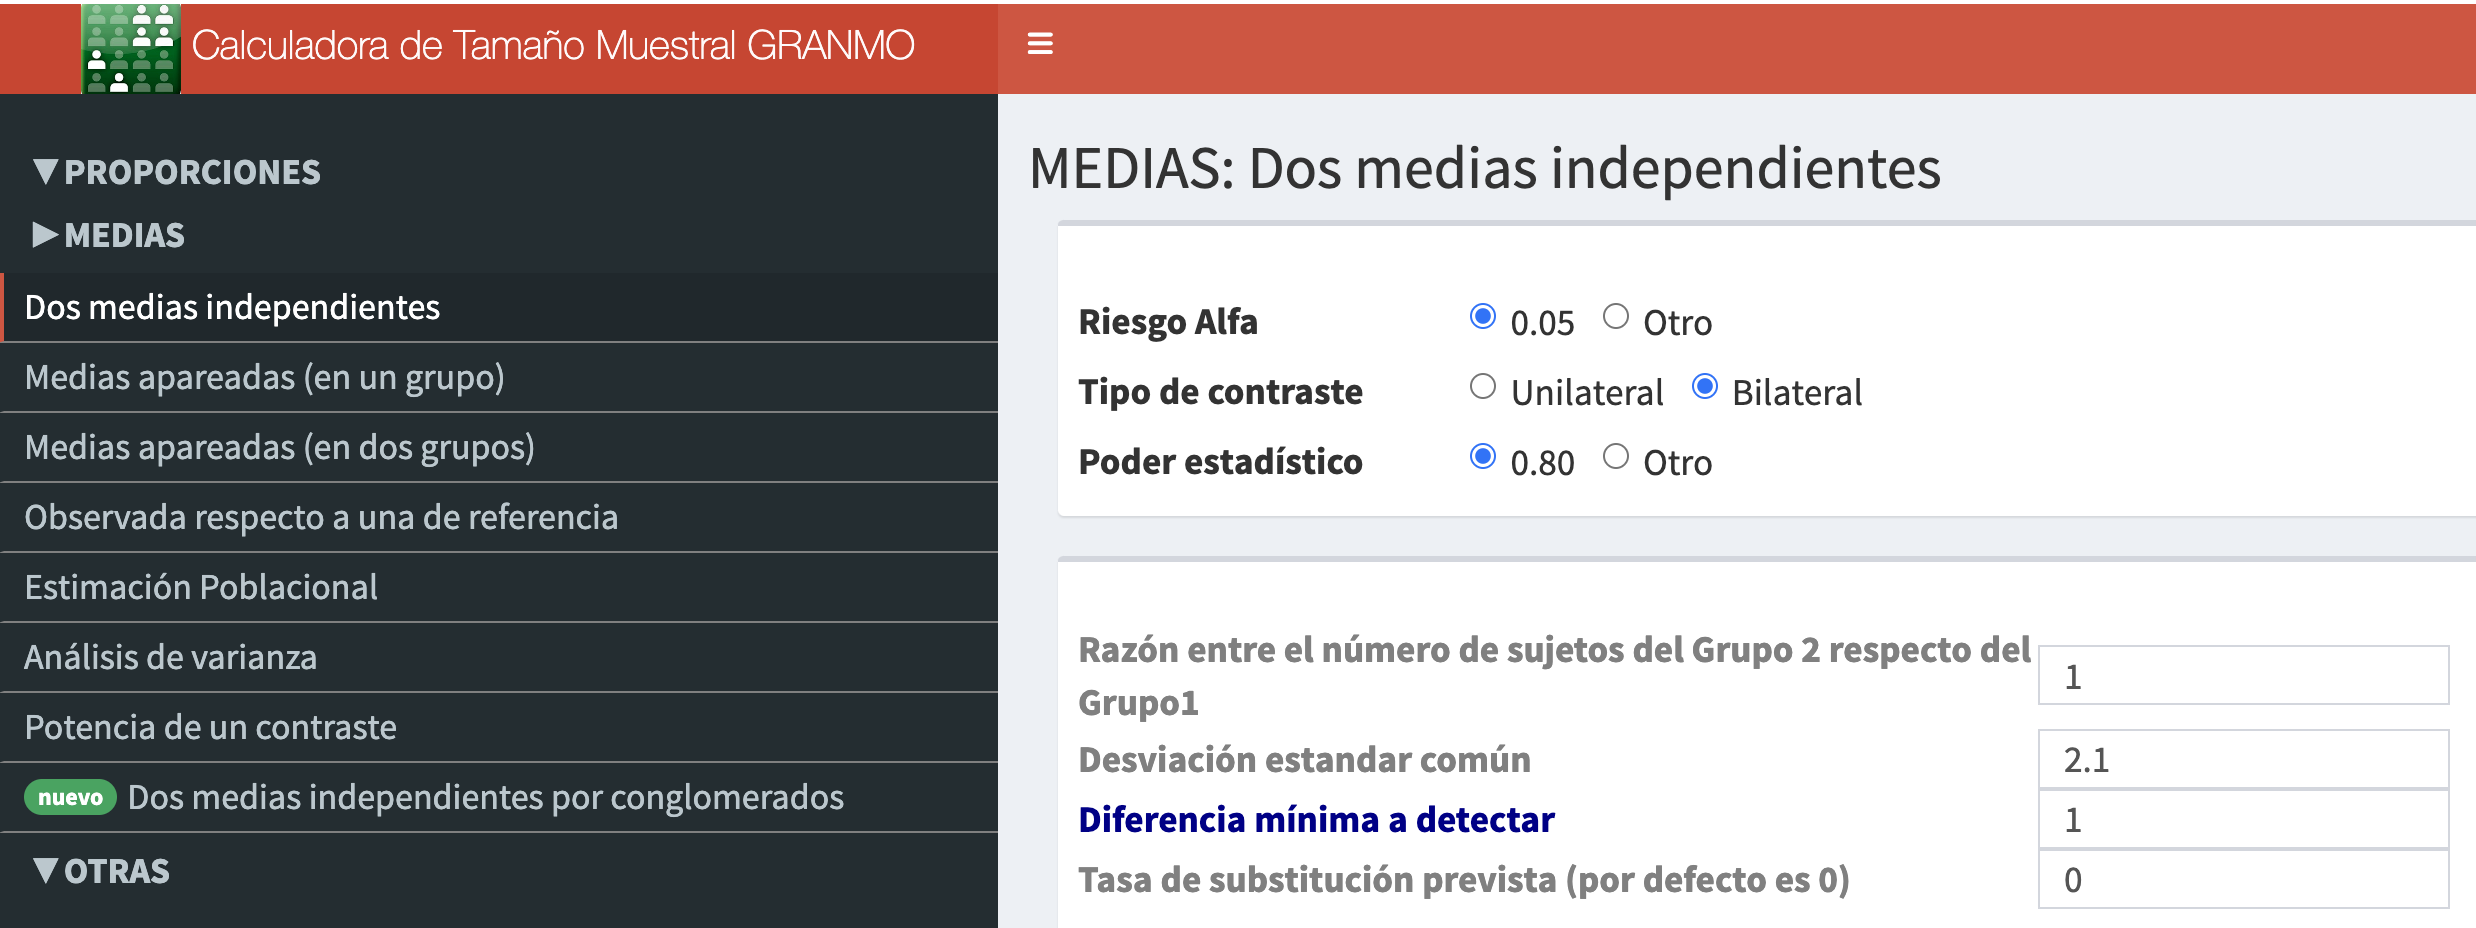 Calculadora de Tamaño Muestral GRANMO
▼PROPORCIONES
▶MEDIAS
Dos medias independientes
Medias apareadas (en un grupo)
Medias apareadas (en dos grupos)
Observada respecto a una de referencia
Estimación Poblacional
Análisis de varianza
Potencia de un contraste
nuevo Dos medias independientes por conglomerados
▼OTRAS
MEDIAS: Dos medias independientes
Riesgo Alfa 0.05 Otro
Tipo de contraste Unilateral Bilateral
Poder estadístico 0.80 Otro
Razón entre el número de sujetos del Grupo 2 respecto del
Grupo1 1
Desviación estandar común 2.1
Diferencia mínima a detectar 1
Tasa de substitución prevista (por defecto es 0) 0